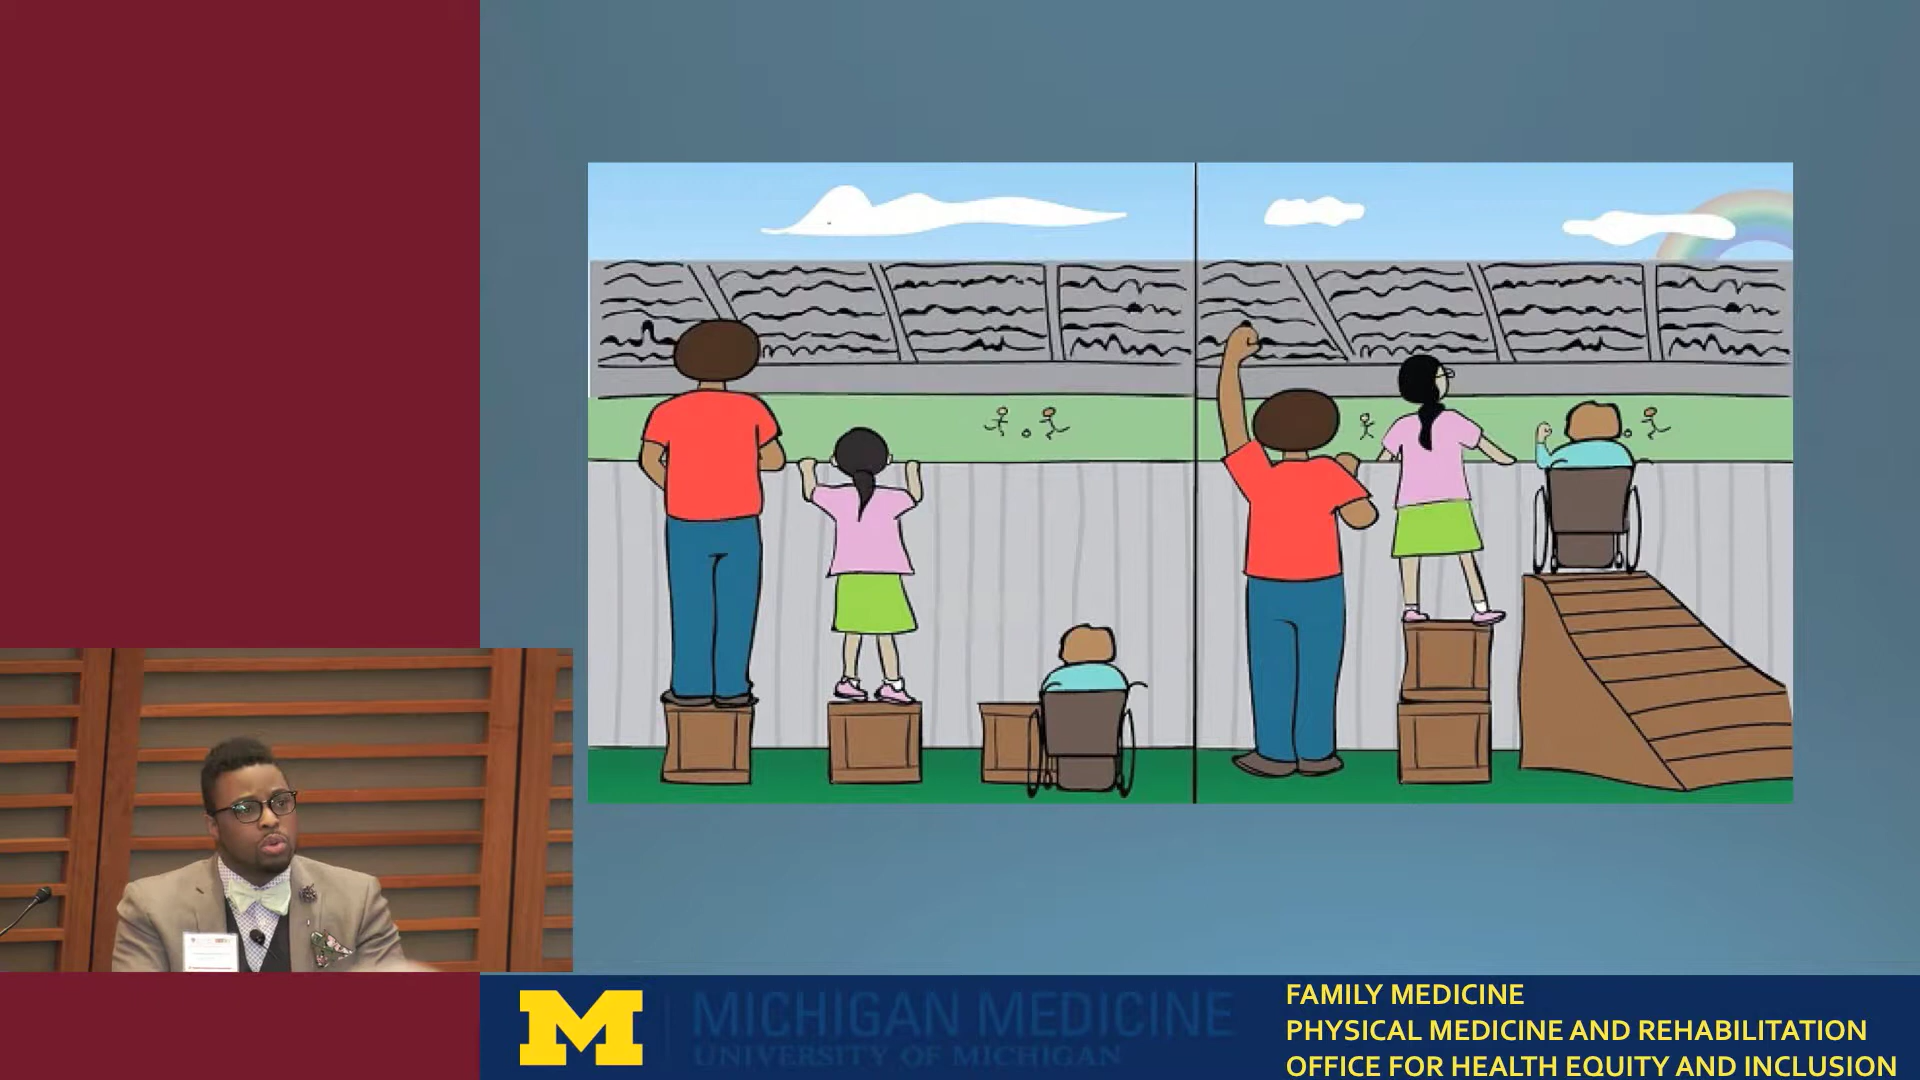 M
MICHIGAN MEDICINE
UNIVERSITY OF MICHIGAN
FAMILY MEDICINE
PHYSICAL MEDICINE AND REHABILITATION
OFFICE FOR HEALTH EQUITY AND INCLUSION